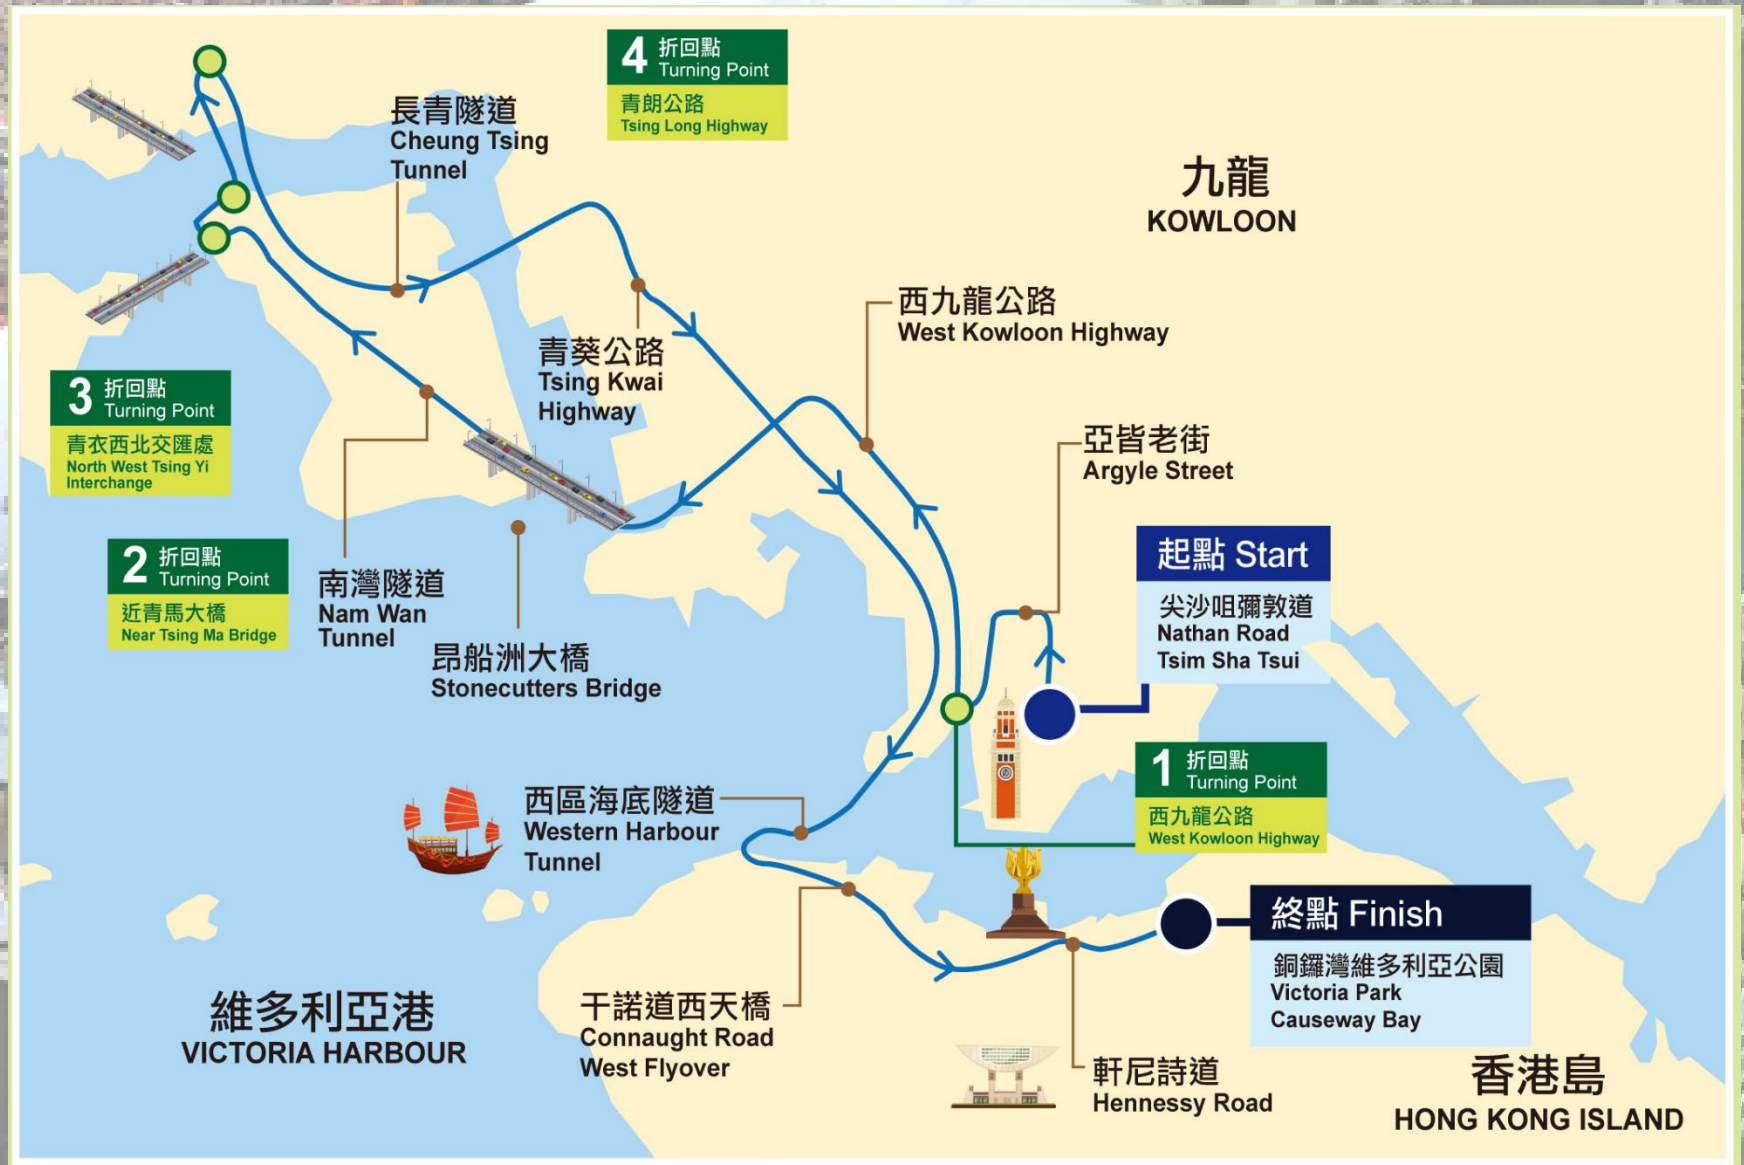 4 折回點
Turning Point
青朗公路
Tsing Long Highway
長青隧道
Cheung Tsing
Tunnel
九龍
KOWLOON
西九龍公路
West Kowloon Highway
青葵公路
Tsing Kwai
Highway
3 折回點
Turning Point
青衣西北交匯處
North West Tsing Yi
Interchange
亞皆老街
Argyle Street
2 折回點
Turning Point
近青馬大橋
Near Tsing Ma Bridge
南灣隧道
Nam Wan
Tunnel
昂船洲大橋
Stonecutters Bridge
起點 Start
尖沙咀彌敦道
Nathan Road
Tsim Sha Tsui
1 折回點
Turning Point
西九龍公路
West Kowloon Highway
西區海底隧道
Western Harbour
Tunnel
終點 Finish
銅鑼灣維多利亞公園
Victoria Park
Causeway Bay
維多利亞港
VICTORIA HARBOUR
干諾道西天橋
Connaught Road
West Flyover
軒尼詩道
Hennessy Road
香港島
HONG KONG ISLAND